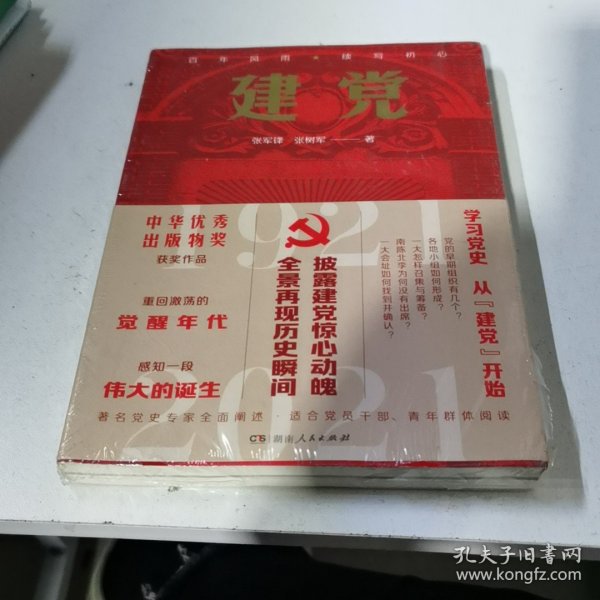 百年风雨★续写初心
建党
张军锋 张树军——著
1921
中华优秀
出版物奖
获奖作品
重回激荡的
觉醒年代
感知一段
伟大的诞生
披露建党惊心动魄
全景再现历史瞬间
学习党史 从『建党』开始
党的早期组织有几个？
各地小组如何形成？
一大怎样召集与筹备？
南陈北李为何没有出席？
一大会址如何找到并确认？
2021
著名党史专家全面阐述·适合党员干部、青年群体阅读
CS 湖南人民出版社
孔夫子旧书网
www.kongfz.com